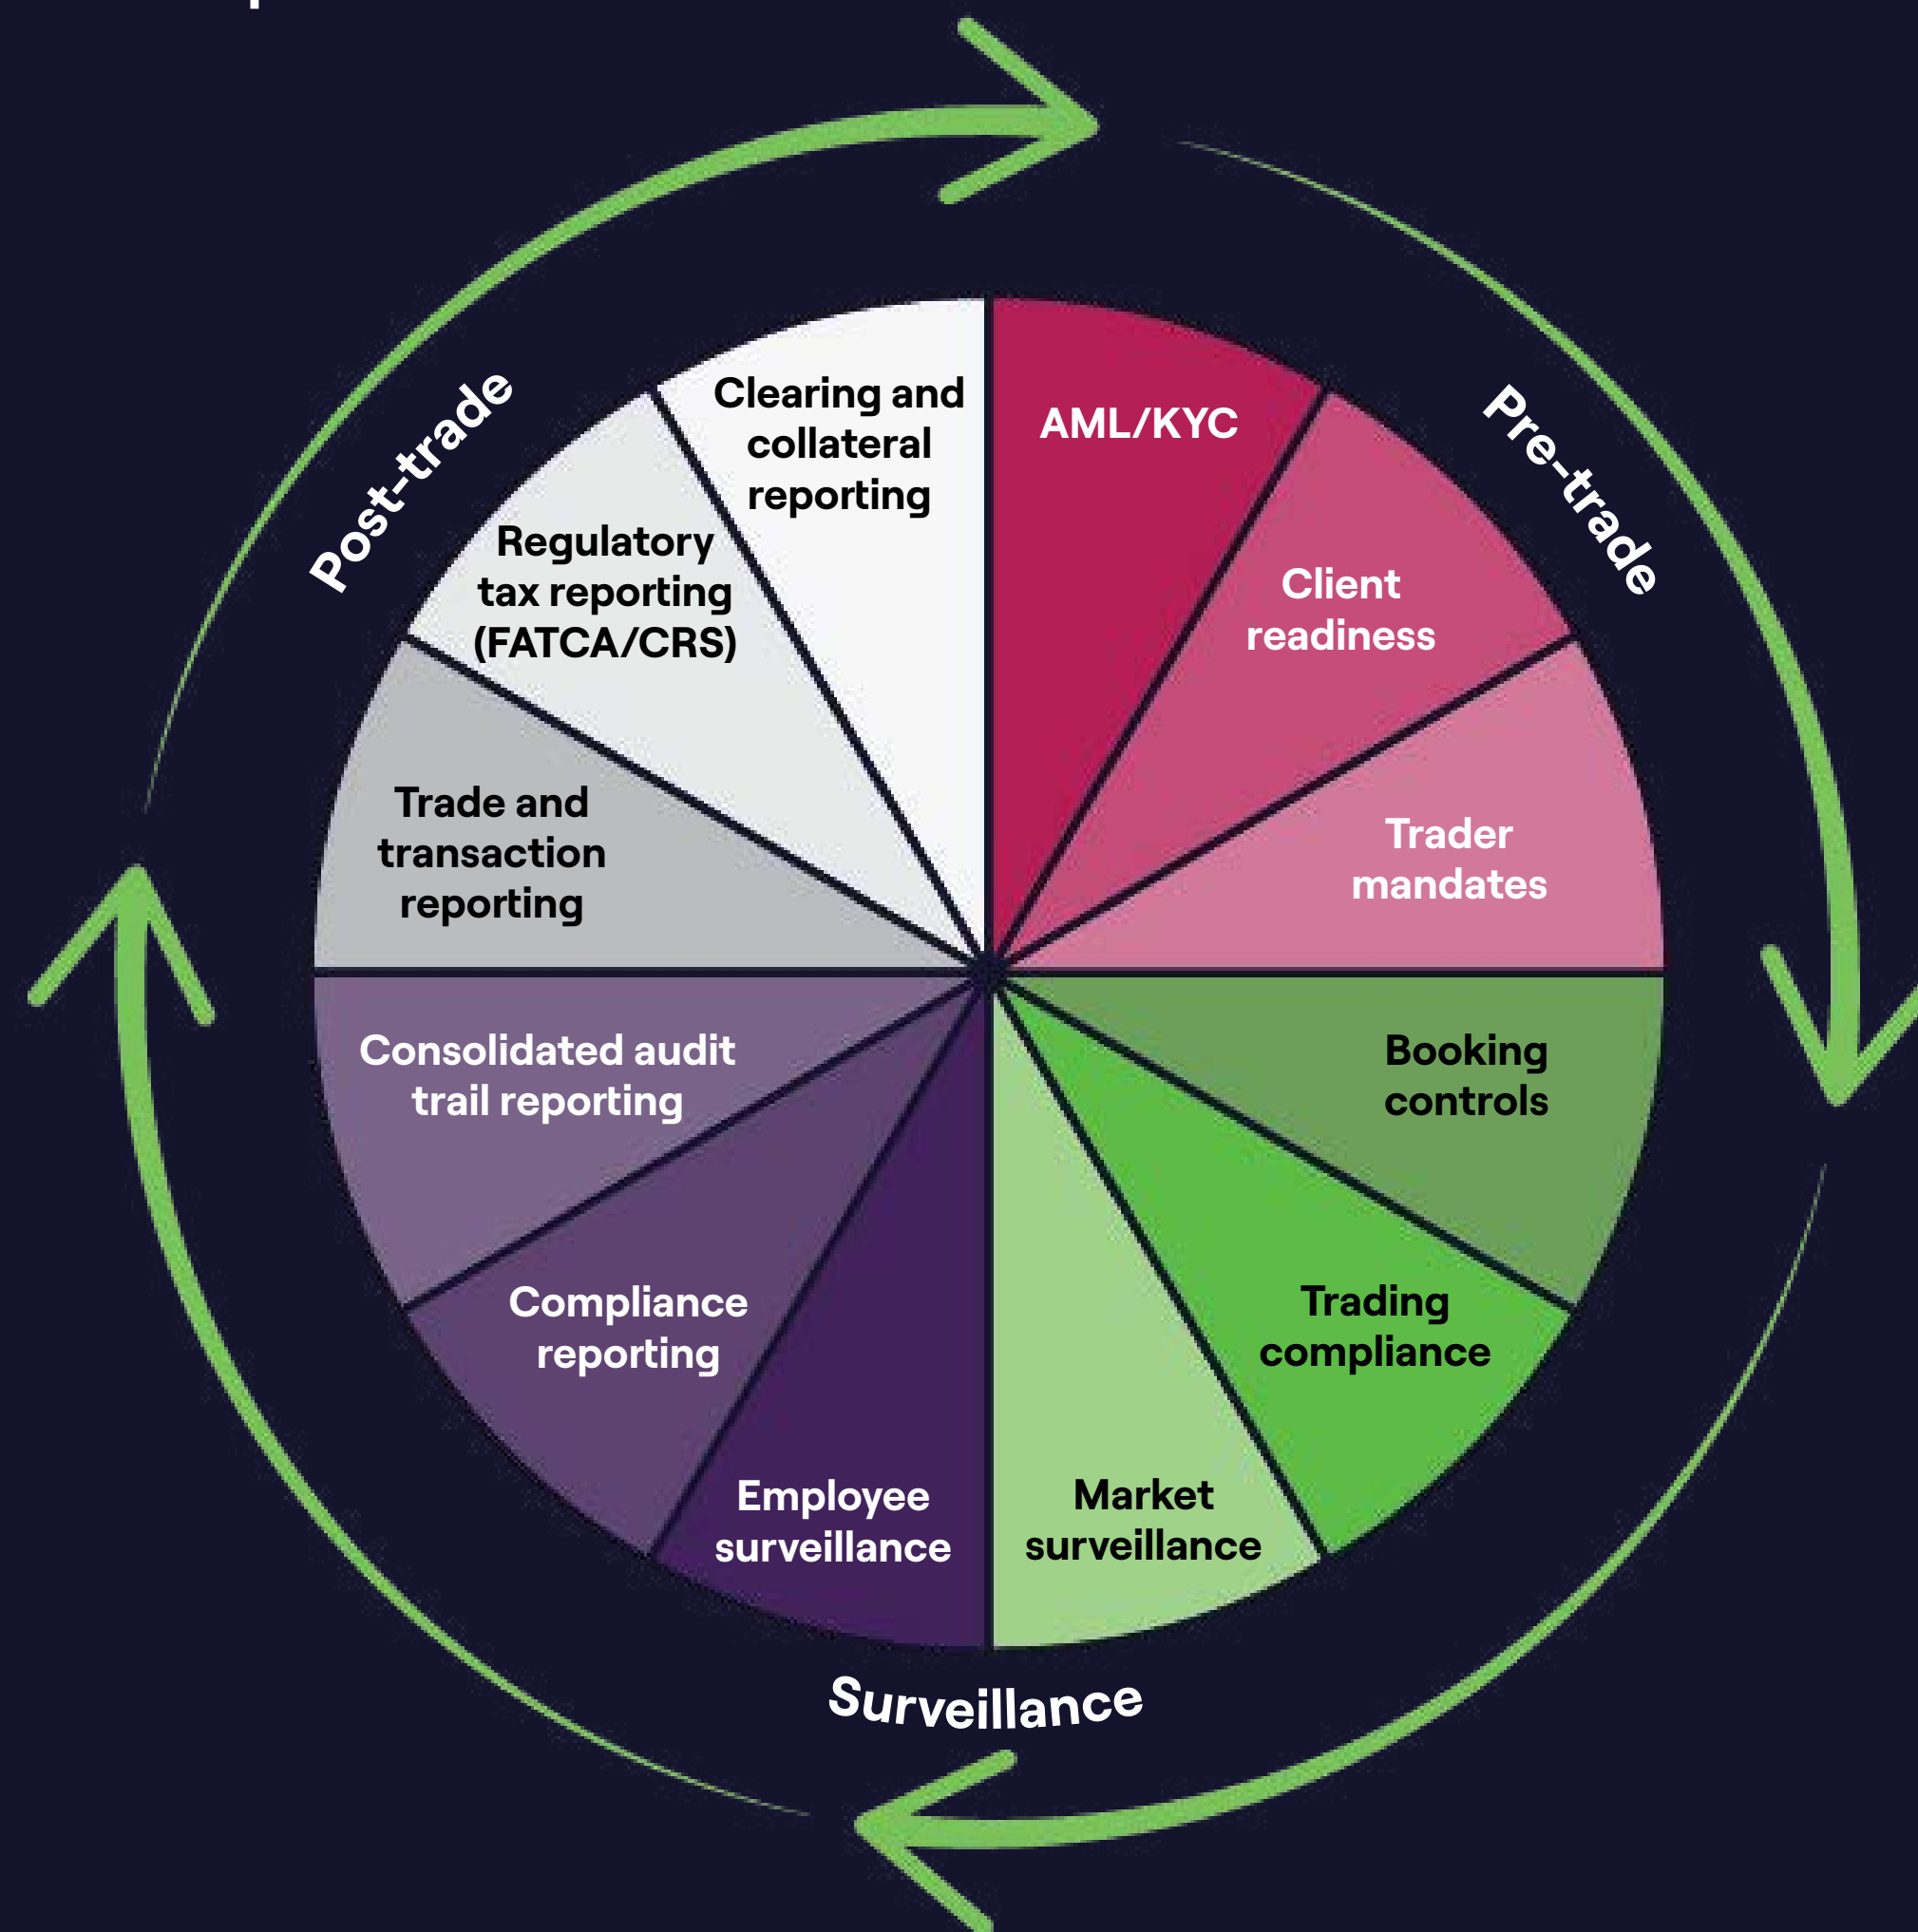 Pre-trade
AML/KYC
Client
readiness
Trader
mandates
Booking
controls
Trading
compliance
Market
surveillance
Surveillance
Employee
surveillance
Compliance
reporting
Consolidated audit
trail reporting
Post-trade
Trade and
transaction
reporting
Regulatory
tax reporting
(FATCA/CRS)
Clearing and
collateral
reporting